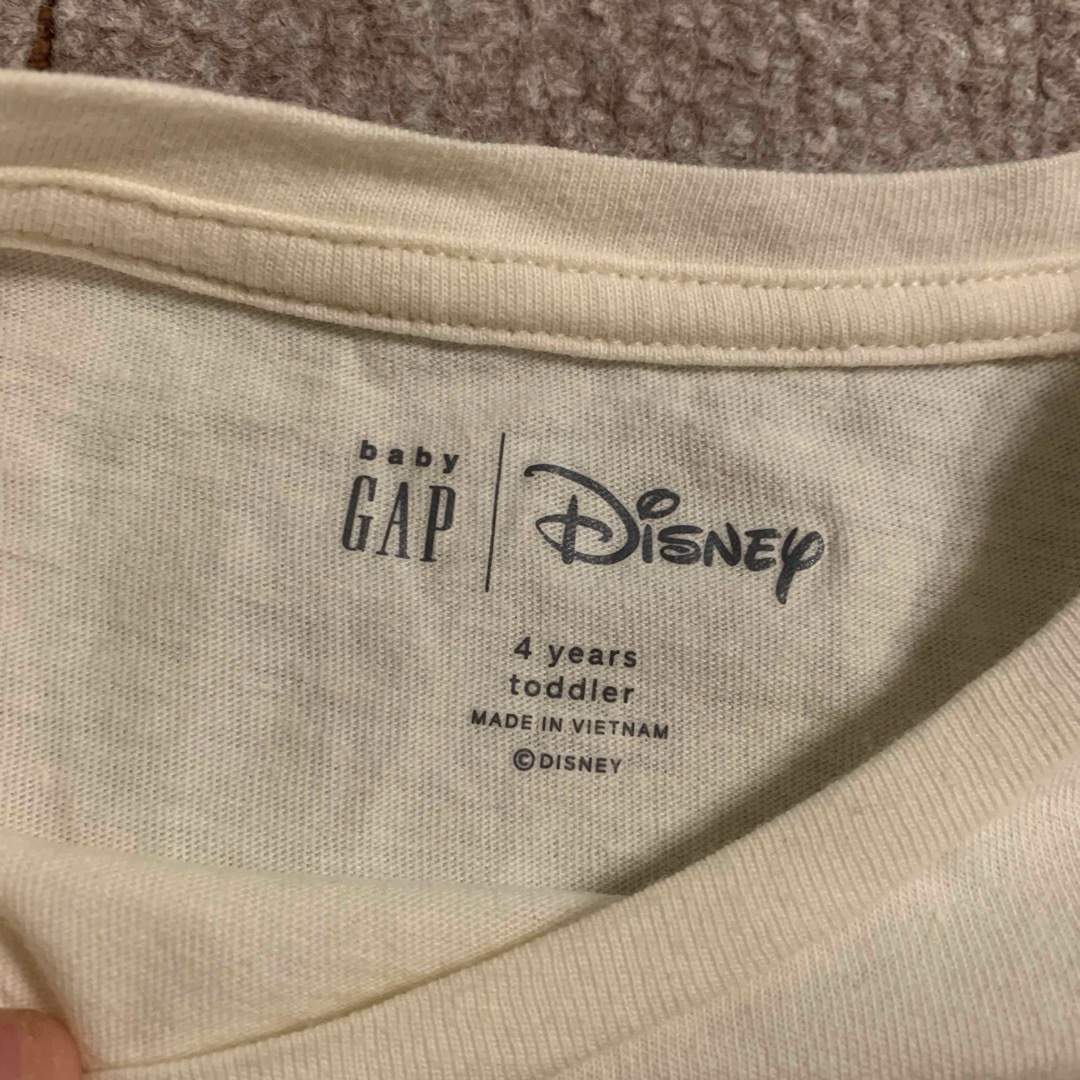 baby
GAP
Disney
4 years
toddler
MADE IN VIETNAM
©DISNEY